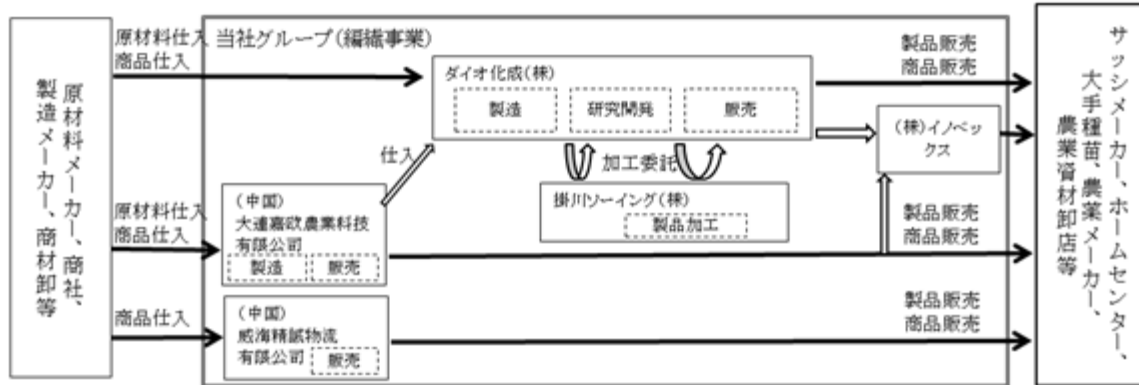 原材料メーカー、商社、
製造メーカー、商材卸等
原材料仕入
商品仕入
当社グループ(編織事業)
ダイオ化成(株)
製造
研究開発
販売
製品販売
商品販売
(株)イノベッ
クス
仕入
加工委託
掛川ソーイング(株)
製品加工
原材料仕入
商品仕入
(中国)
大連嘉欧農業科技
有限公司
製造
販売
製品販売
商品販売
商品仕入
(中国)
威海精誠物流
有限公司
販売
製品販売
商品販売
サッシメーカー、ホームセンター、
大手種苗、農薬メーカー、
農業資材卸店等